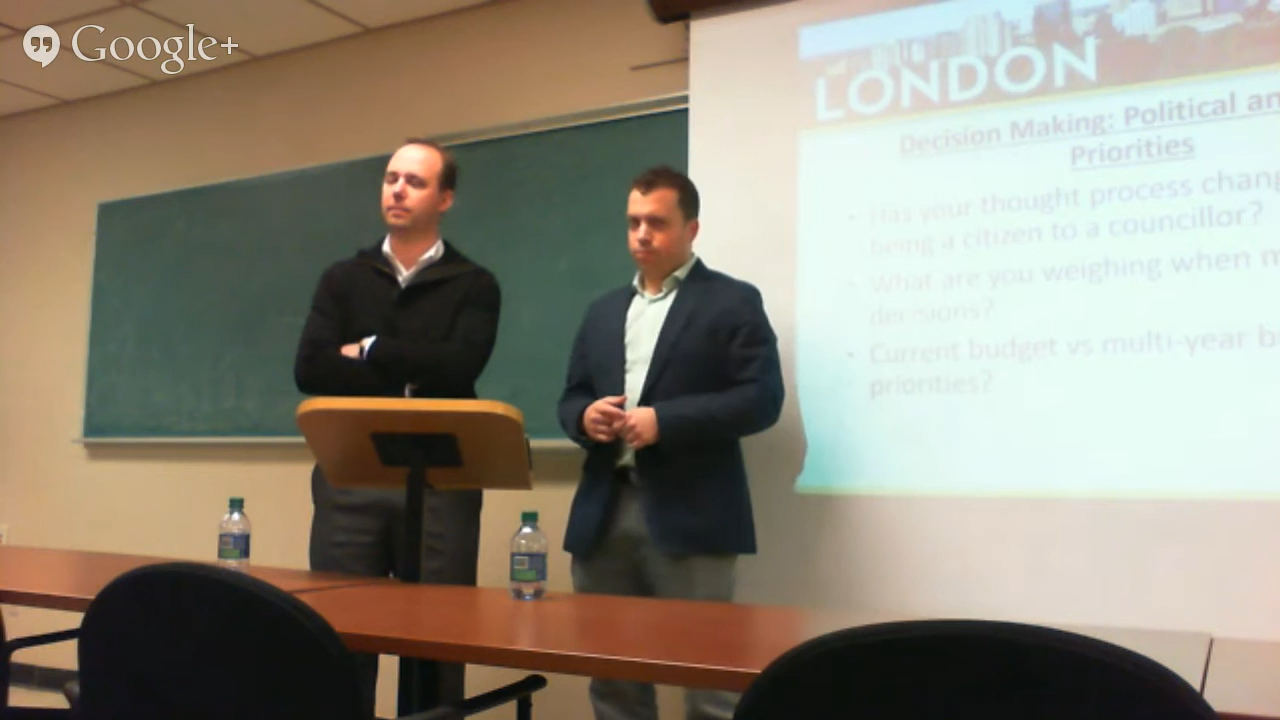 Google+
LONDON
Decision Making: Political an
Priorities
• Has your thought process chang
being a citizen to a councillor?
• What are you weighing when m
decisions?
• Current budget vs multi-year b
priorities?